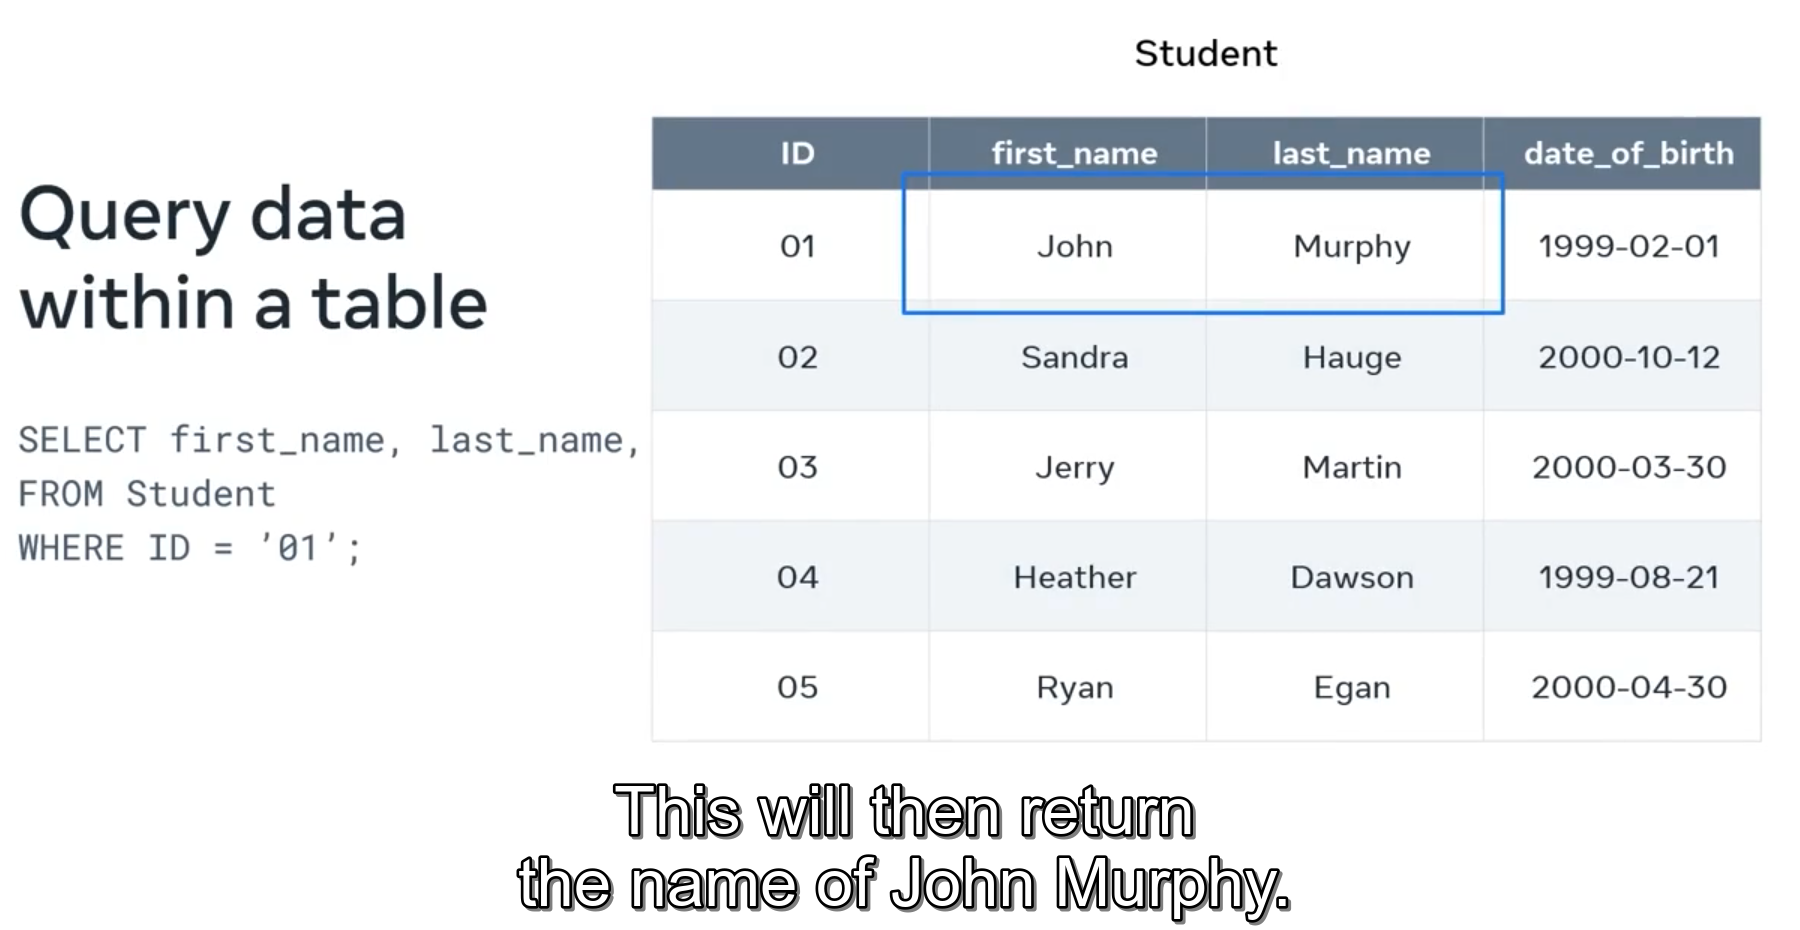 Student
Query data
within a table
SELECT first_name, last_name,
FROM Student
WHERE ID = ’01’;
ID first_name last_name date_of_birth
01 John Murphy 1999-02-01
02 Sandra Hauge 2000-10-12
03 Jerry Martin 2000-03-30
04 Heather Dawson 1999-08-21
05 Ryan Egan 2000-04-30
This will then return
the name of John Murphy.